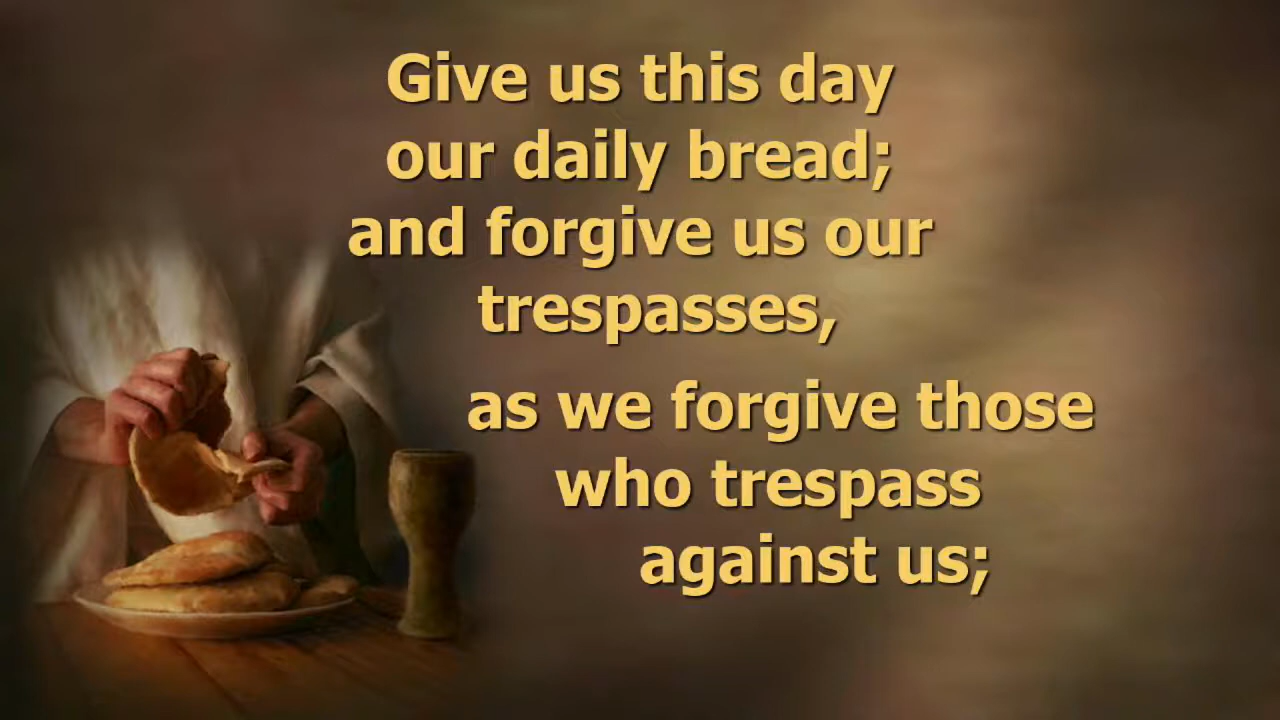 Give us this day
our daily bread;
and forgive us our
trespasses,
as we forgive those
who trespass
against us;